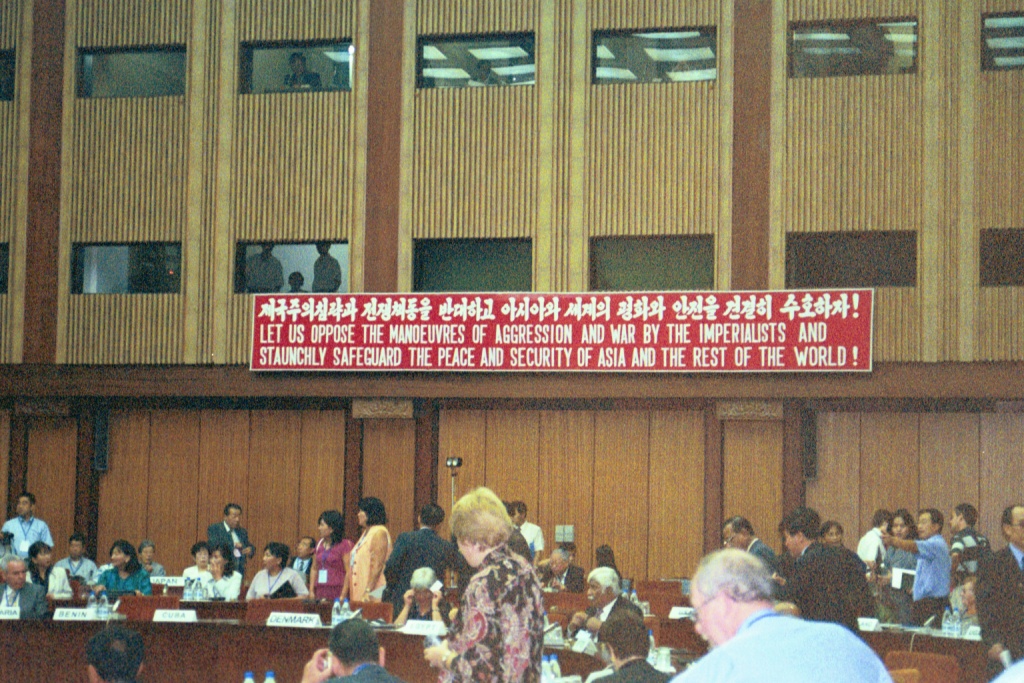 제국주의침략과 전쟁책동을 반대하고 아시아와 세계의 평화와 안전을 견결히 수호하자!
LET US OPPOSE THE MANOEUVRES OF AGGRESSION AND WAR BY THE IMPERIALISTS AND
STAUNCHLY SAFEGUARD THE PEACE AND SECURITY OF ASIA AND THE REST OF THE WORLD!
JAPAN
BENIN
CUBA
DENMARK